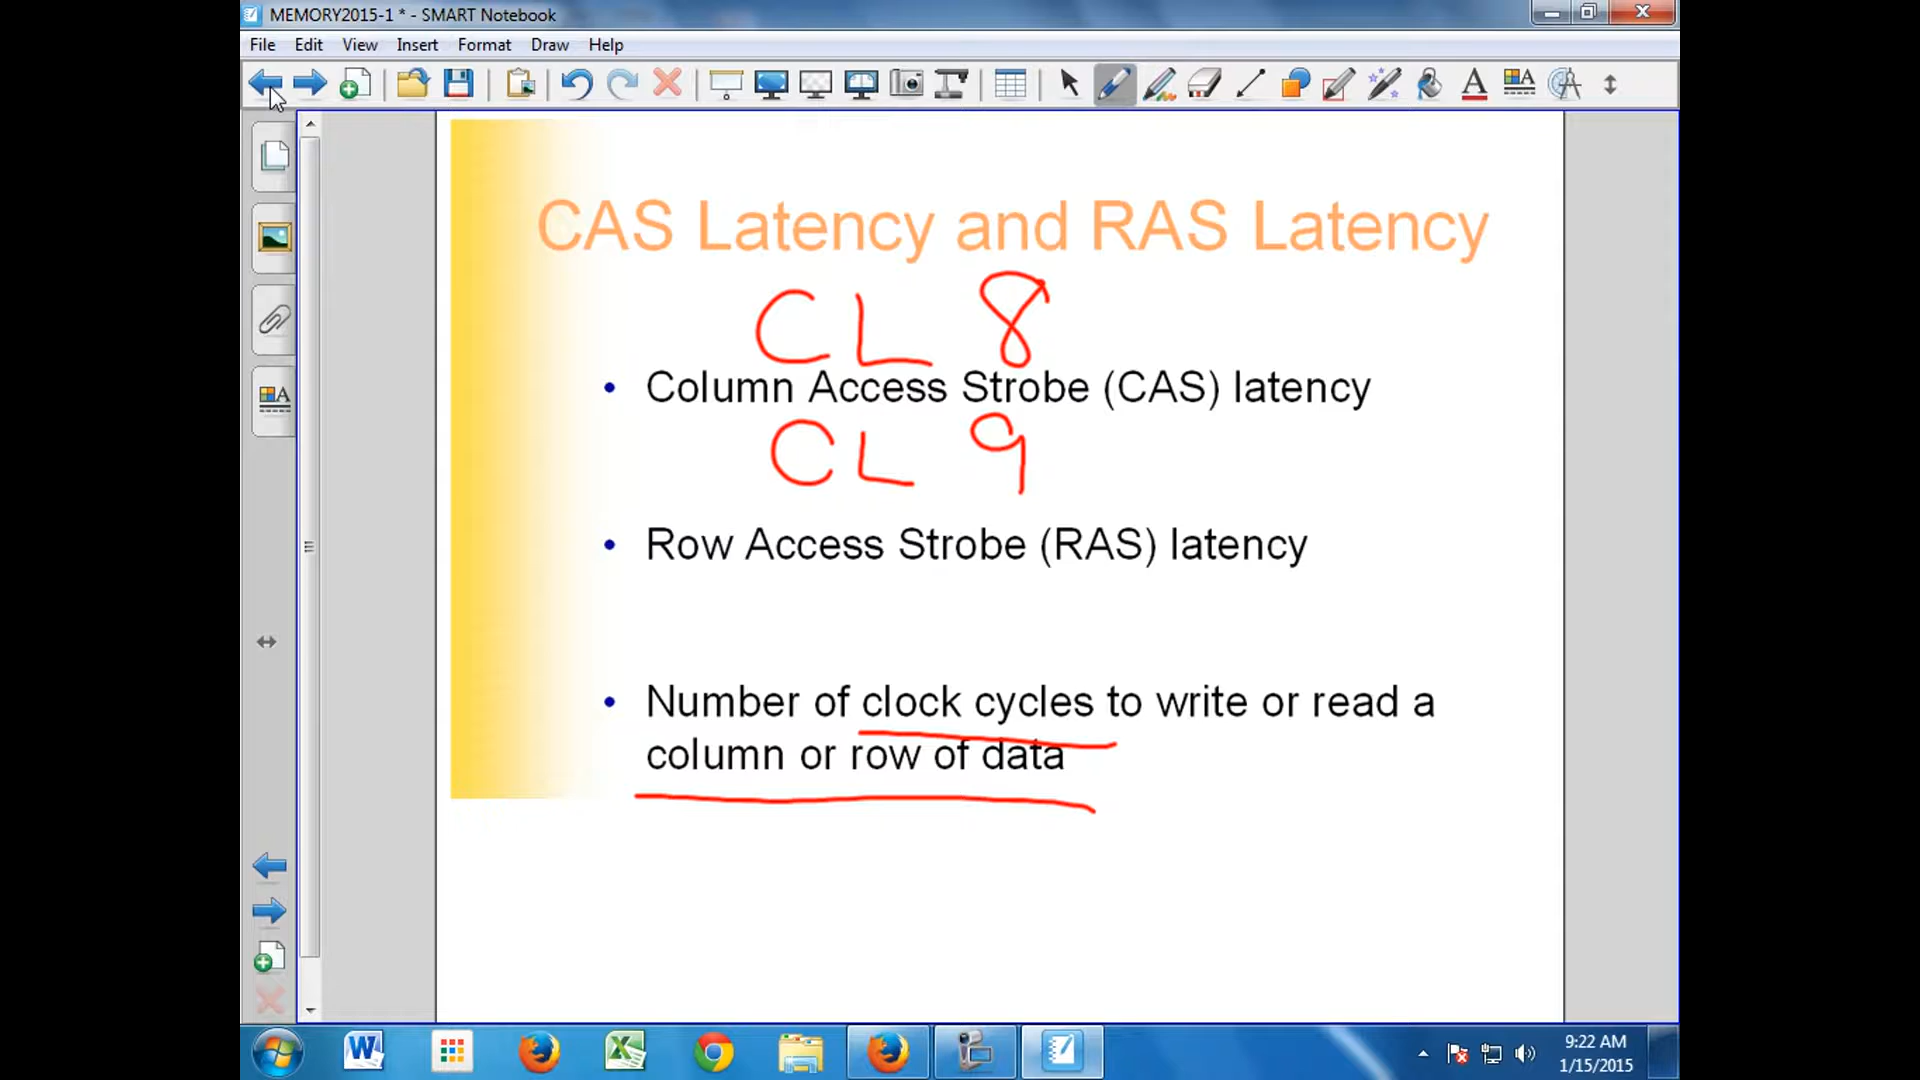 MEMORY2015-1 * - SMART Notebook
File Edit View Insert Format Draw Help
CAS Latency and RAS Latency
CL 8
• Column Access Strobe (CAS) latency
CL 9
• Row Access Strobe (RAS) latency
• Number of clock cycles to write or read a
column or row of data
9:22 AM
1/15/2015